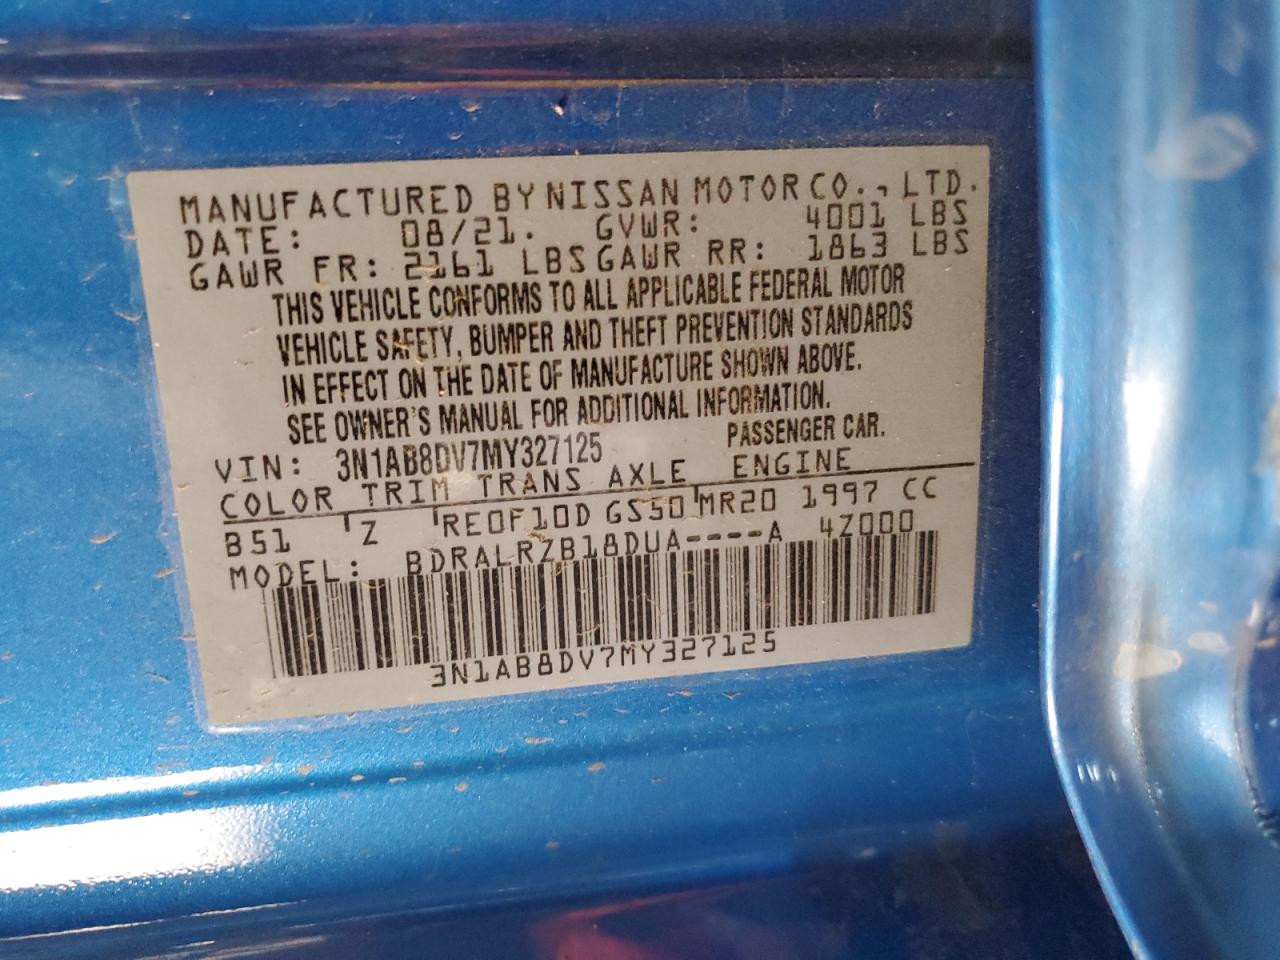 MANUFACTURED BY NISSAN MOTOR CO., LTD.
DATE: 08/21. GVWR: 4001 LBS
GAWR FR: 2161 LBS GAWR RR: 1863 LBS
THIS VEHICLE CONFORMS TO ALL APPLICABLE FEDERAL MOTOR
VEHICLE SAFETY, BUMPER AND THEFT PREVENTION STANDARDS
IN EFFECT ON THE DATE OF MANUFACTURE SHOWN ABOVE.
SEE OWNER'S MANUAL FOR ADDITIONAL INFORMATION.
VIN: 3N1AB8DV7MY327125 PASSENGER CAR.
COLOR TRIM TRANS AXLE ENGINE
B51 Z RE0F10D GS50 MR20 1997 CC
MODEL: BDRALRZB18DUA----A 4Z000
3N1AB8DV7MY327125